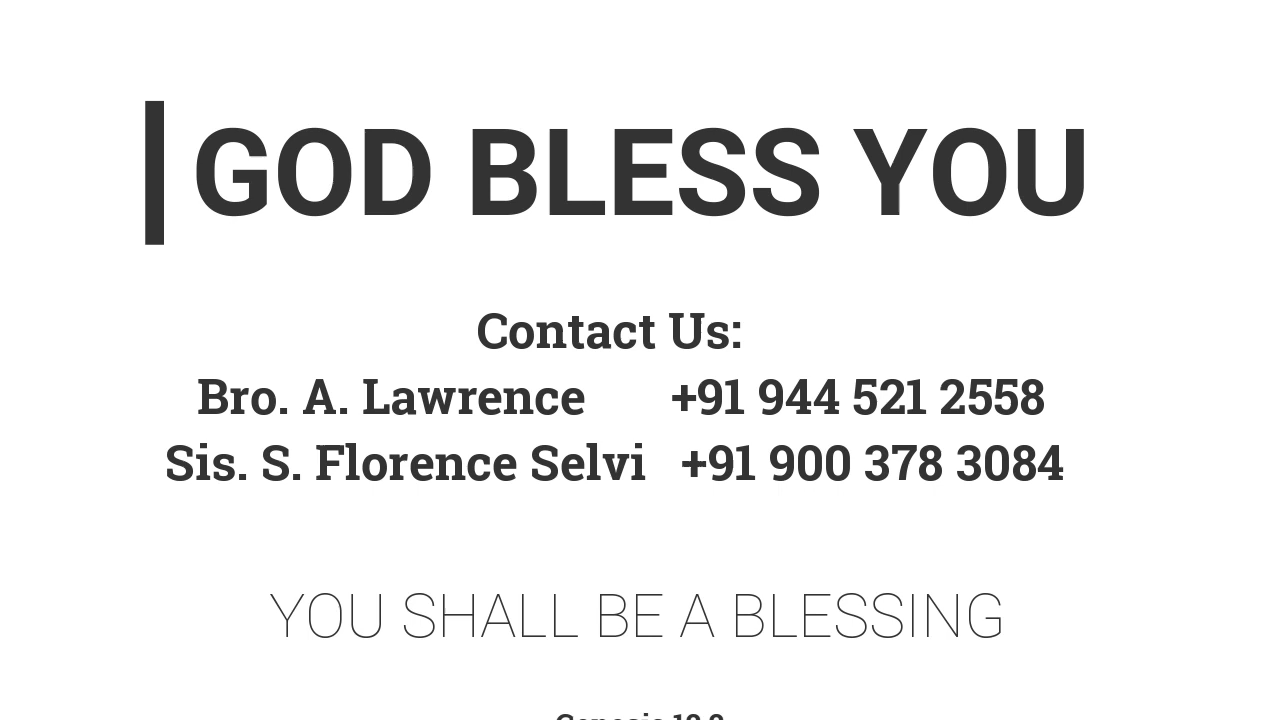 GOD BLESS YOU
Contact Us:
Bro. A. Lawrence +91 944 521 2558
Sis. S. Florence Selvi +91 900 378 3084
YOU SHALL BE A BLESSING
Genesis